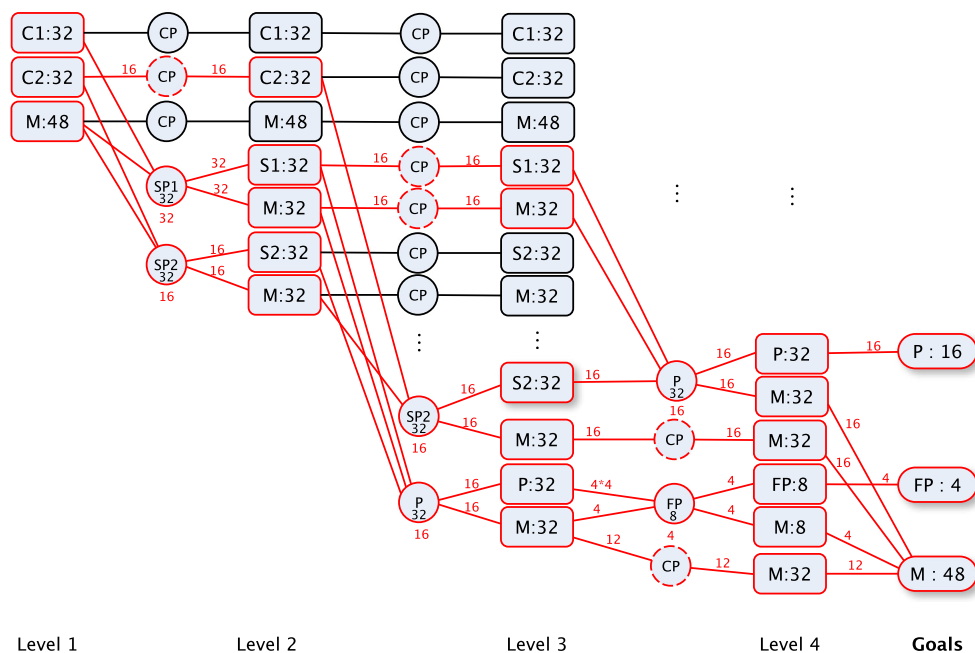 C1:32 CP C1:32 CP C1:32
C2:32 16 CP 16 C2:32 CP C2:32
M:48 CP M:48 CP M:48
SP1 32 32 32 32 S1:32 16 CP 16 S1:32
M:32 16 CP 16 M:32
SP2 32 16 16 16 S2:32 CP S2:32
M:32 CP M:32
⋮ ⋮ ⋮ ⋮
SP2 32 16 16 16 S2:32 16 P 32 16 16 16 P:32 16 P : 16
M:32 16
M:32 16 CP 16 M:32 16
P 32 16 16 16 P:32 4*4 FP 8 4 4 4 FP:8 4 FP : 4
M:32 4 M:8 4
12 CP 12 M:32 12 M : 48
Level 1 Level 2 Level 3 Level 4 Goals